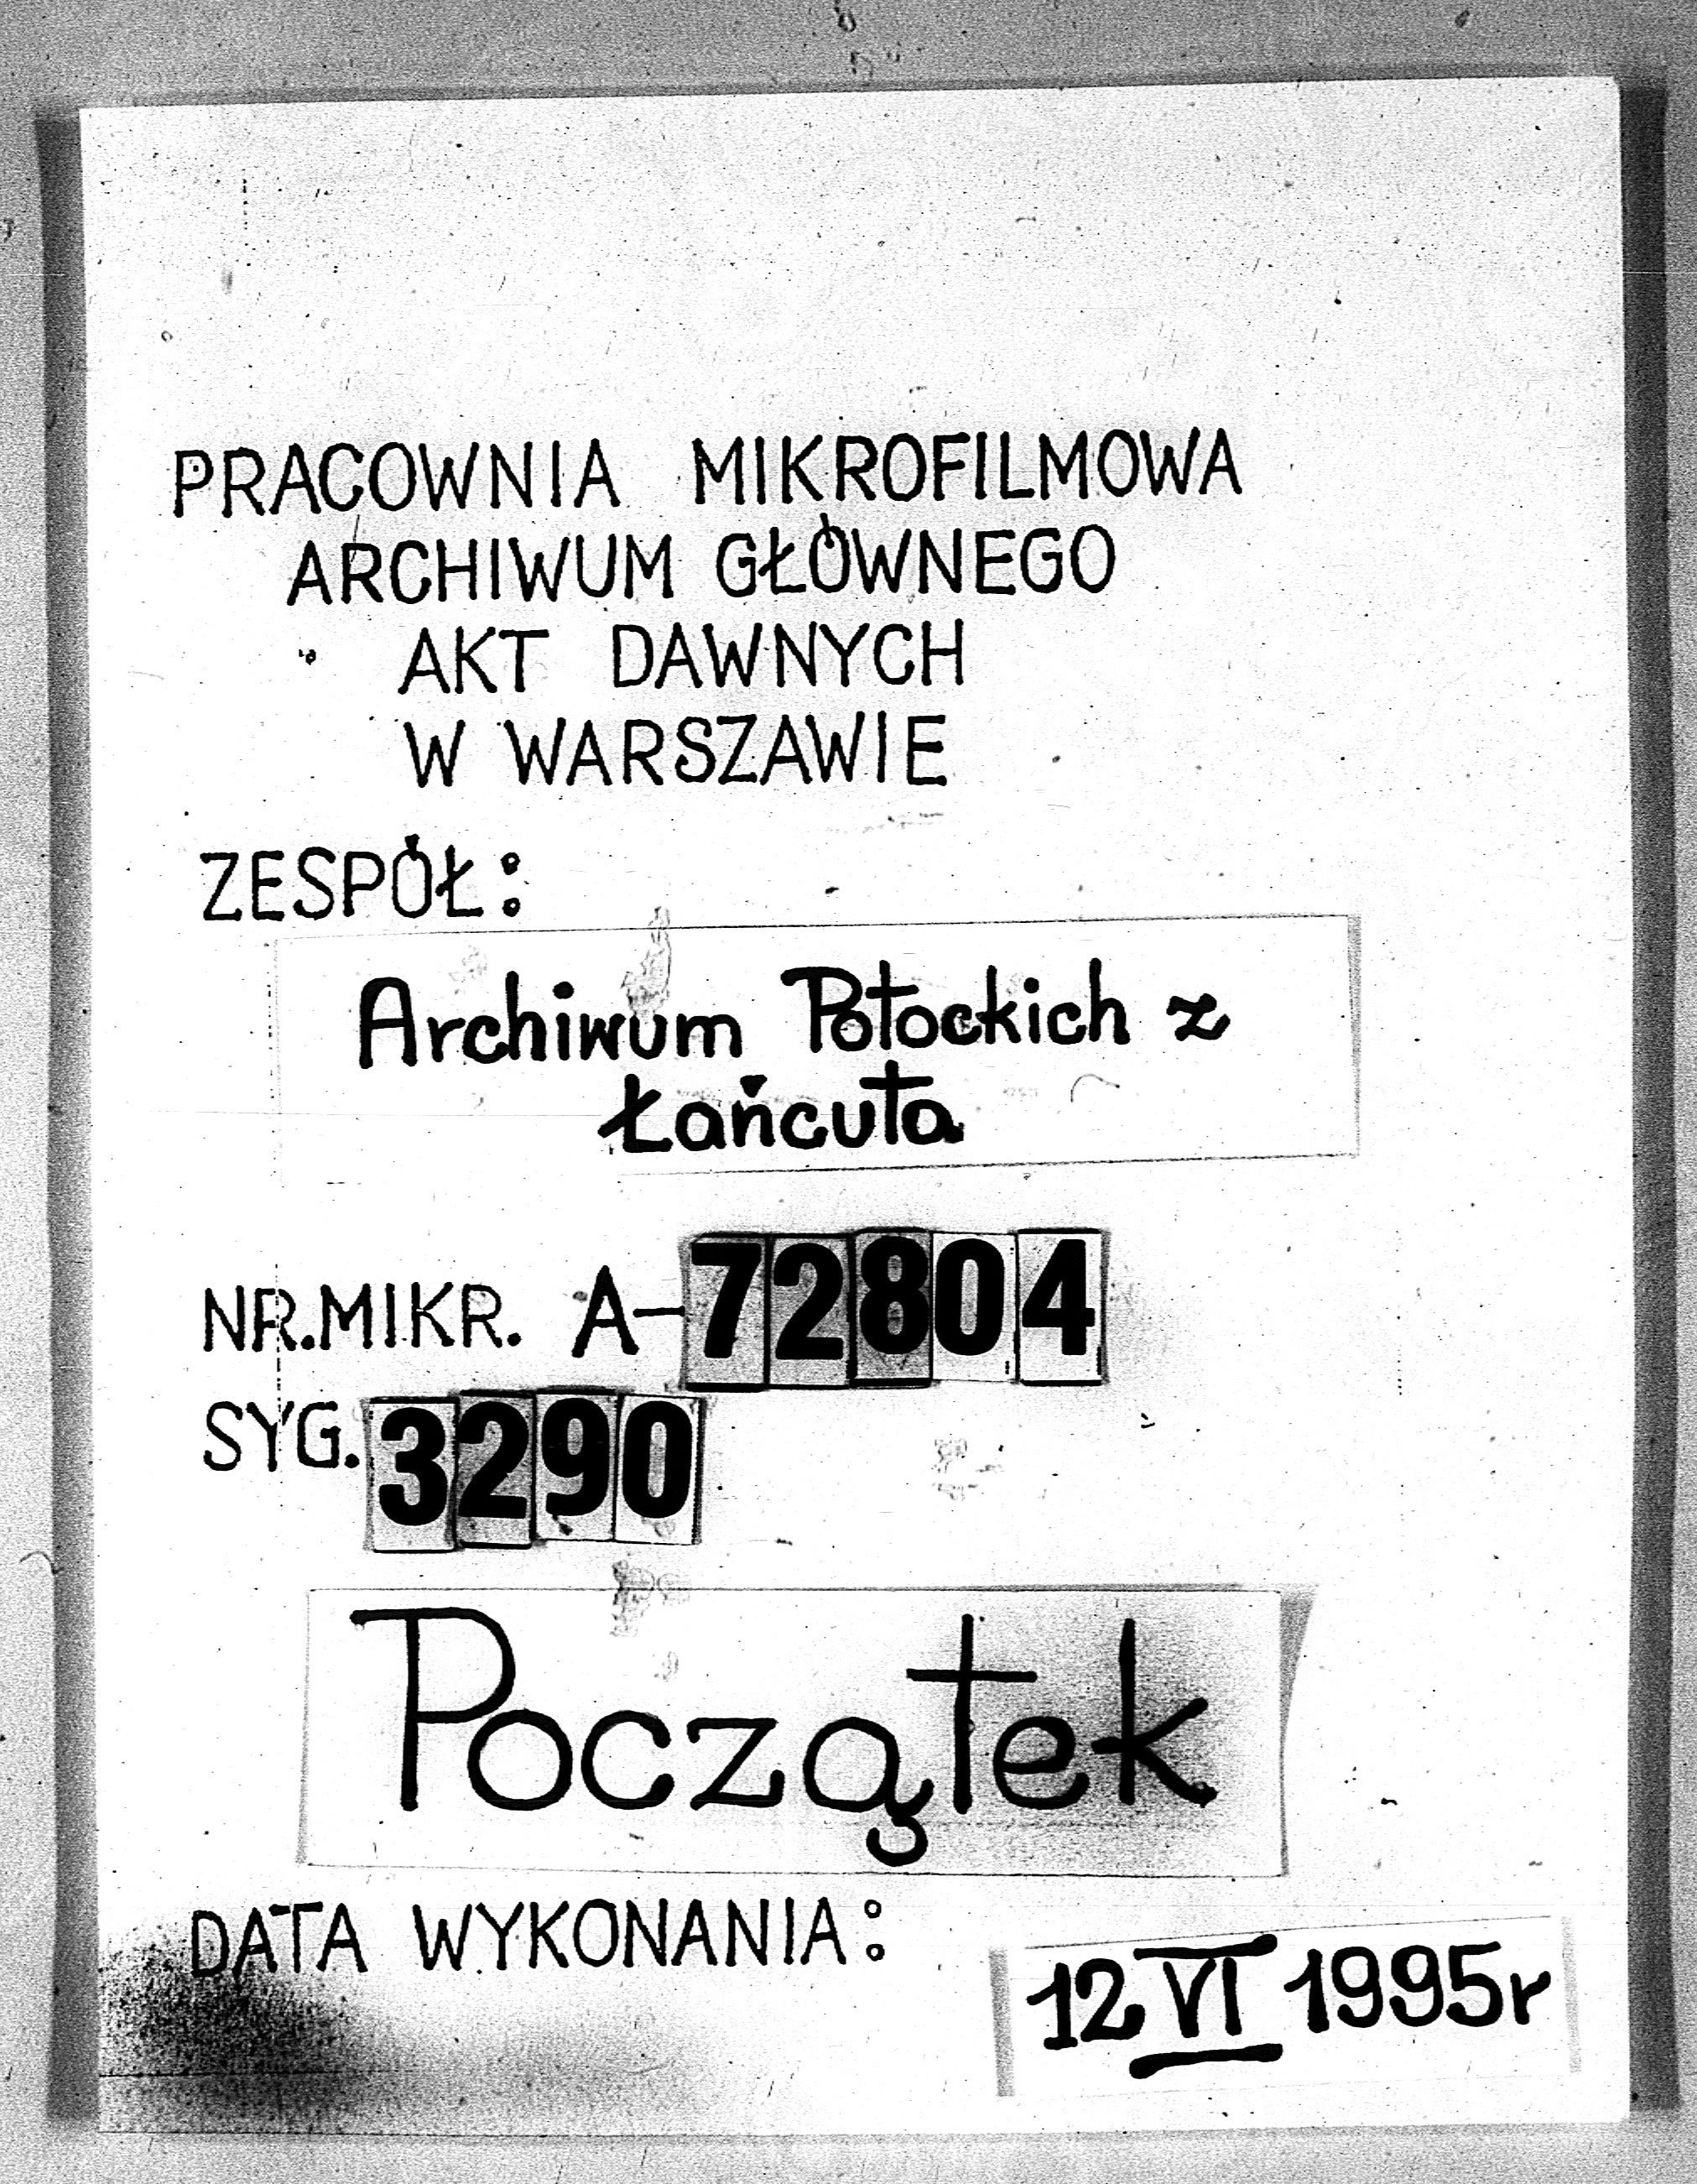 PRACOWNIA MIKROFILMOWA
ARCHIWUM GŁÓWNEGO
AKT DAWNYCH
W WARSZAWIE
ZESPÓŁ:
Archiwum Potockich z
Łańcuta
NR.MIKR. A-72804
SYG. 3290
Początek
DATA WYKONANIA:
12 VI 1995r